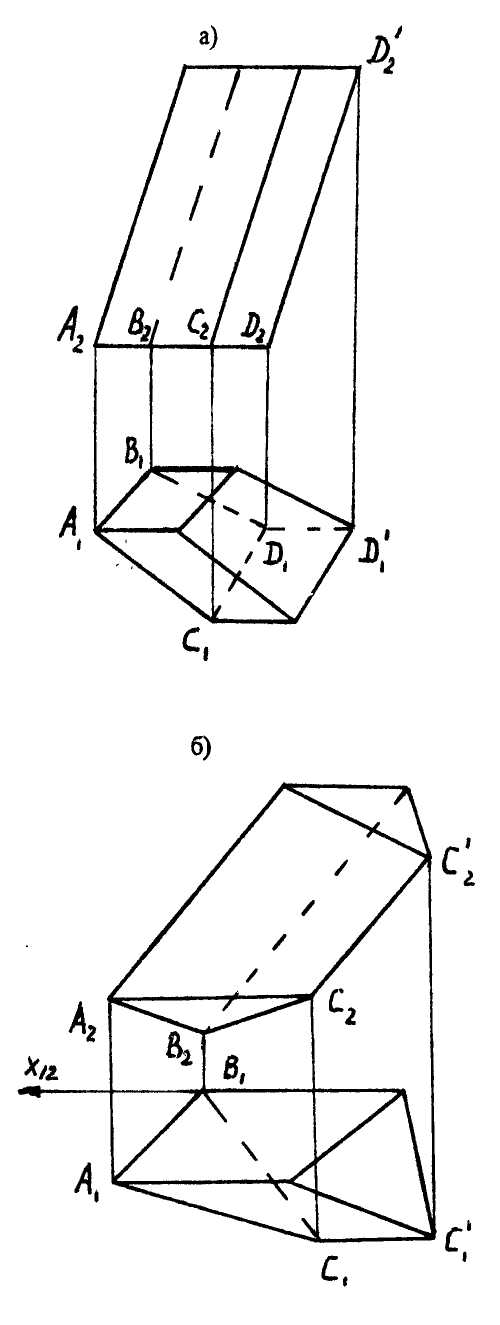 а)
D₂'
A₂ B₂ C₂ D₂
B₁
A₁ D₁ D₁'
C₁
б)
C₂'
A₂ C₂
B₂
x₁₂ B₁
A₁
C₁'
C₁